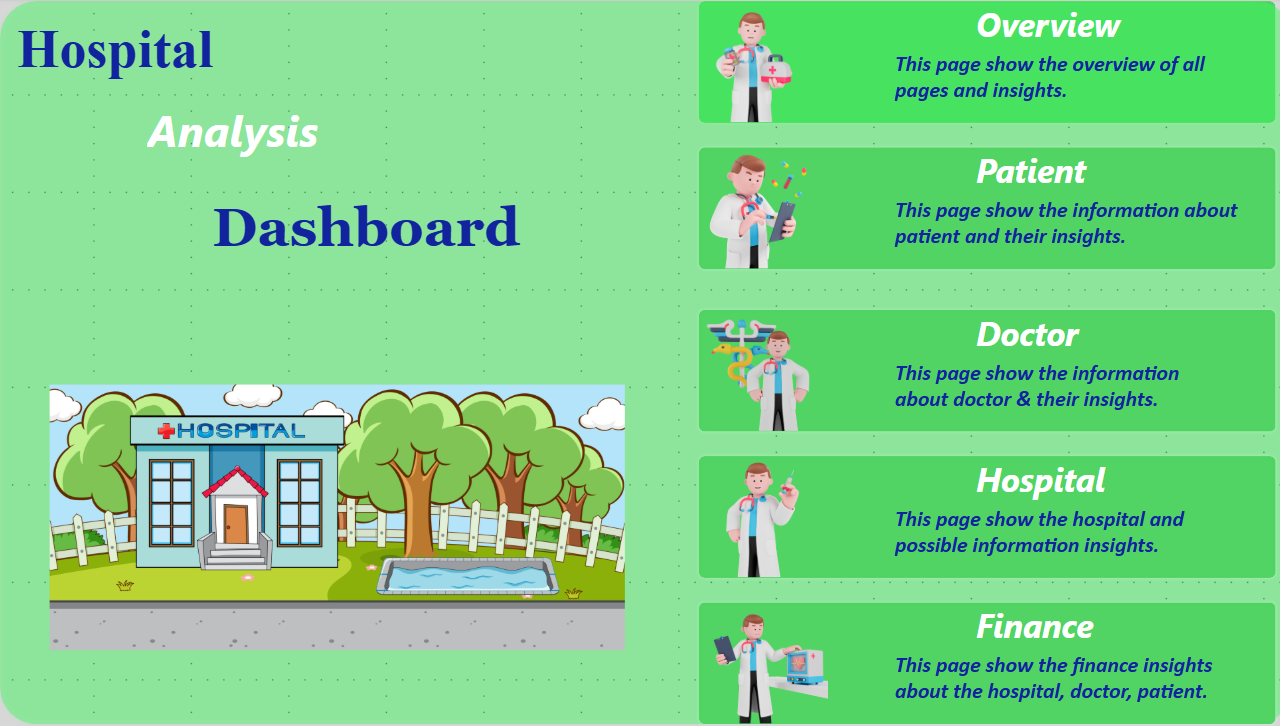 Hospital
Analysis
Dashboard
HOSPITAL
Overview
This page show the overview of all
pages and insights.
Patient
This page show the information about
patient and their insights.
Doctor
This page show the information
about doctor & their insights.
Hospital
This page show the hospital and
possible information insights.
Finance
This page show the finance insights
about the hospital, doctor, patient.